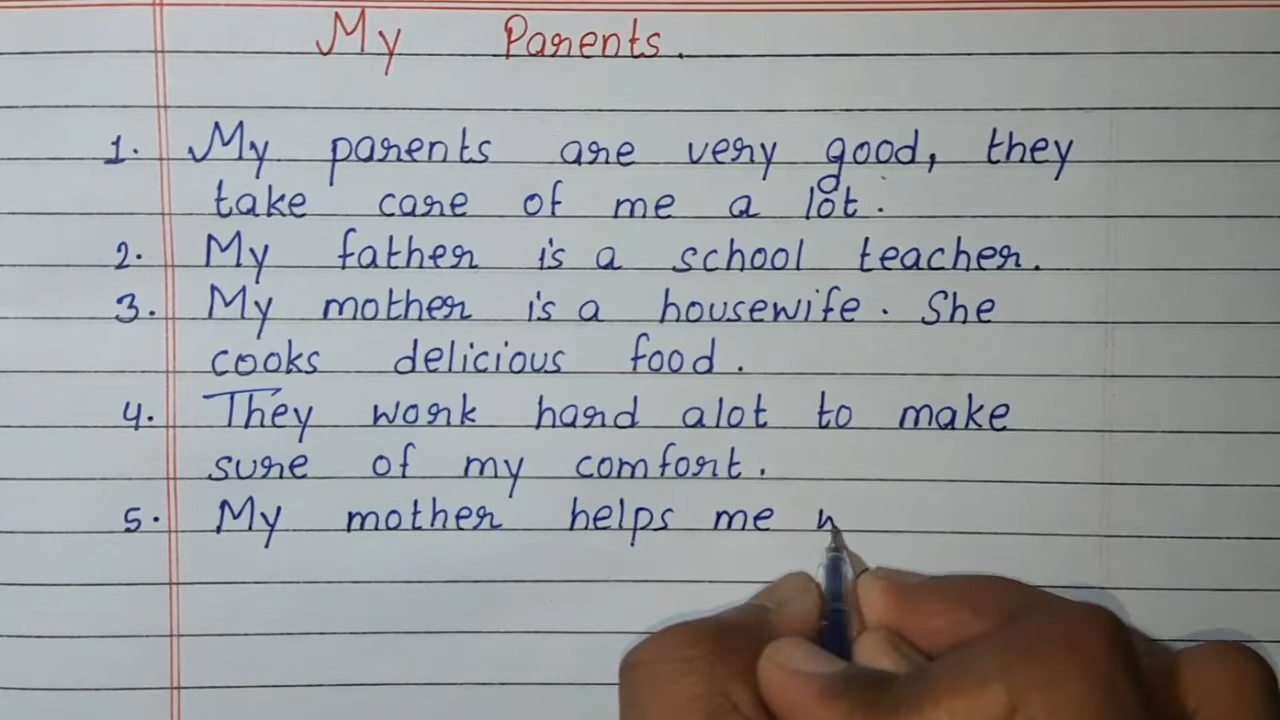 My Parents.
1. My parents are very good, they
take care of me a lot.
2. My father is a school teacher.
3. My mother is a housewife. She
cooks delicious food.
4. They work hard alot to make
sure of my comfort.
5. My mother helps me